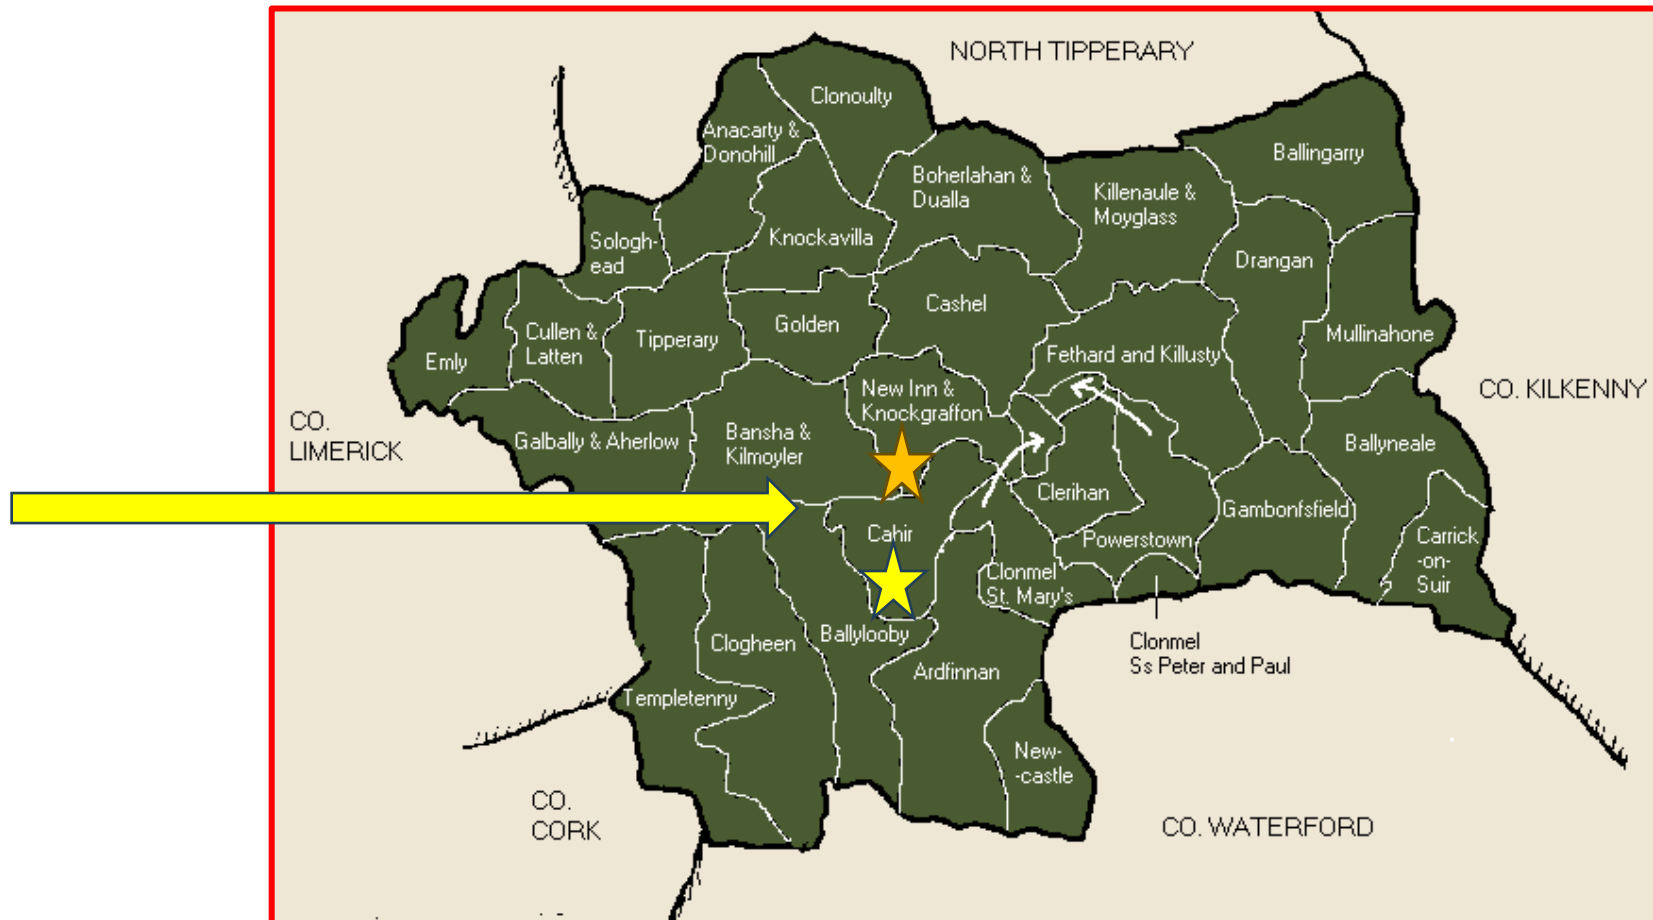 NORTH TIPPERARY
Clonoulty
Anacarty &
Donohill
Ballingarry
Boherlahan &
Dualla
Killenaule &
Moyglass
Knockavilla
Sologh-
ead
Drangan
Cashel
Golden
Cullen &
Latten
Tipperary
Mullinahone
Emly
Fethard and Killusty
CO. KILKENNY
New Inn &
Knockgraffon
CO.
LIMERICK
Galbally & Aherlow
Bansha &
Kilmoyler
Ballyneale
Clerihan
Gambonfsfield
Cahir
Powerstown
Carrick
-on-
Suir
Clonmel
St. Mary's
Ballylooby
Clogheen
Clonmel
Ss Peter and Paul
Ardfinnan
Templetenny
New-
-castle
CO.
CORK
CO. WATERFORD